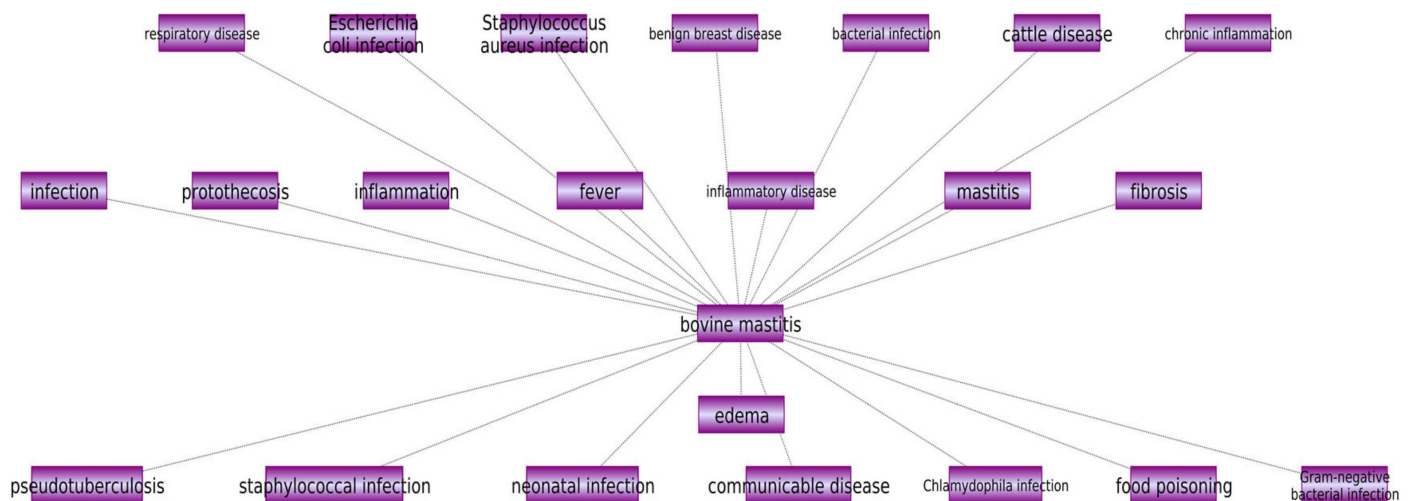 respiratory disease
Escherichia
coli infection
Staphylococcus
aureus infection
benign breast disease
bacterial infection
cattle disease
chronic inflammation
infection
protothecosis
inflammation
fever
inflammatory disease
mastitis
fibrosis
bovine mastitis
edema
pseudotuberculosis
staphylococcal infection
neonatal infection
communicable disease
Chlamydophila infection
food poisoning
Gram-negative
bacterial infection